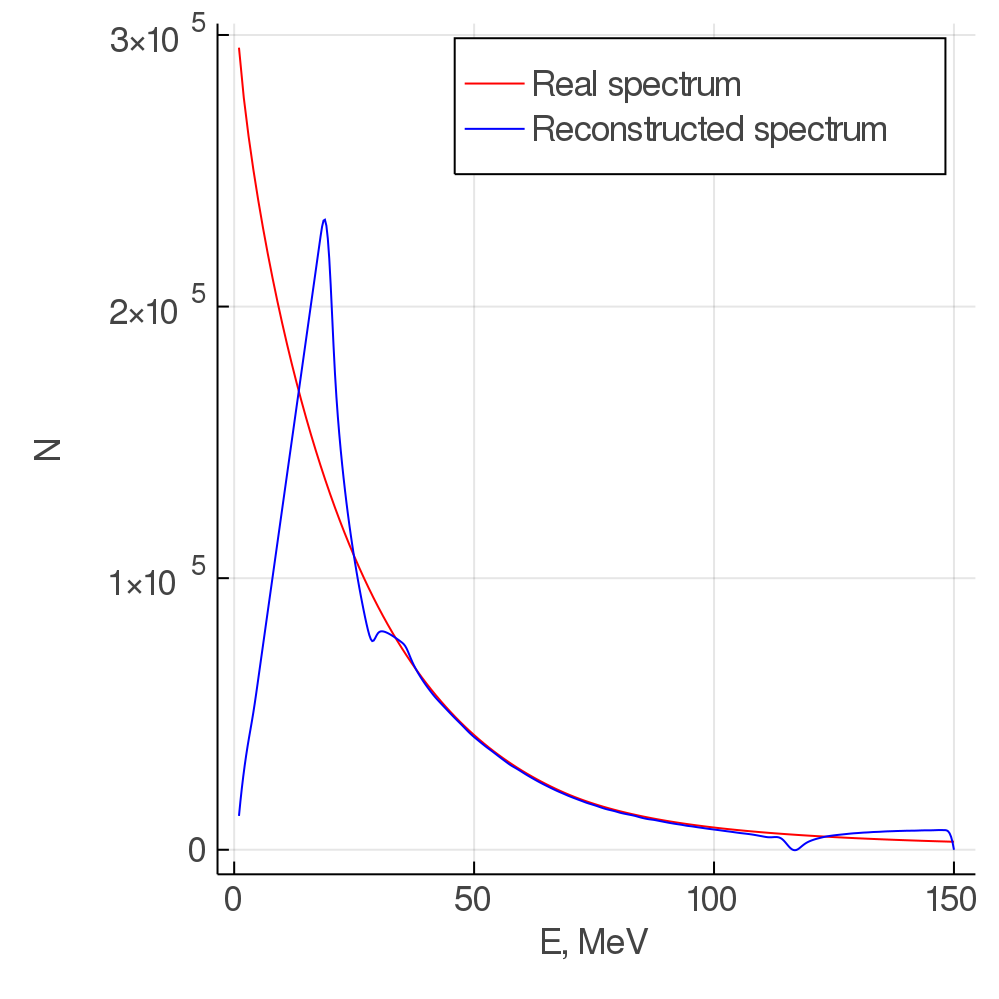 3×10 5
Real spectrum
Reconstructed spectrum
2×10 5
N
1×10 5
0
0 50 100 150
E, MeV